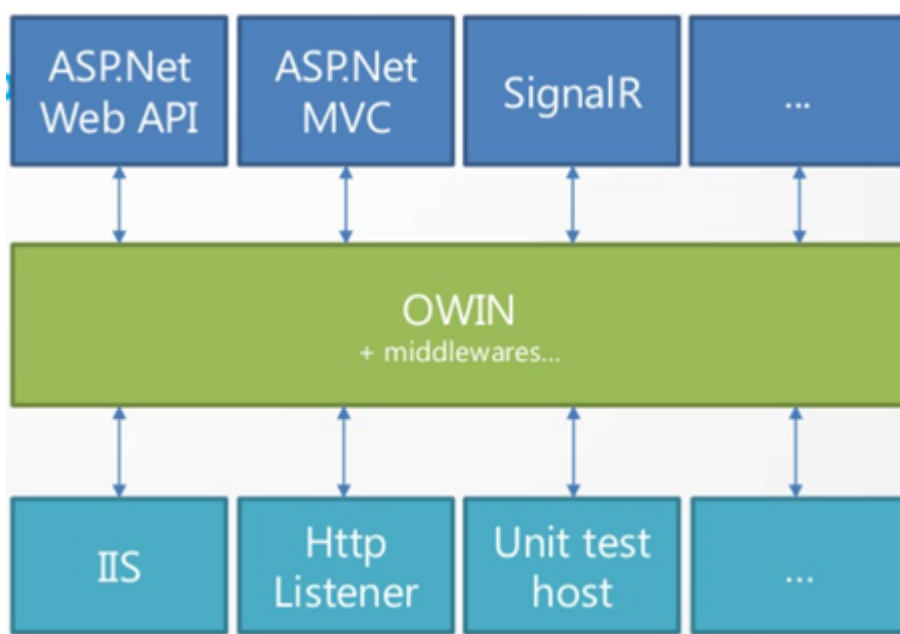 ASP.Net
Web API
ASP.Net
MVC
SignalR
...
OWIN
+ middlewares...
IIS
Http
Listener
Unit test
host
...